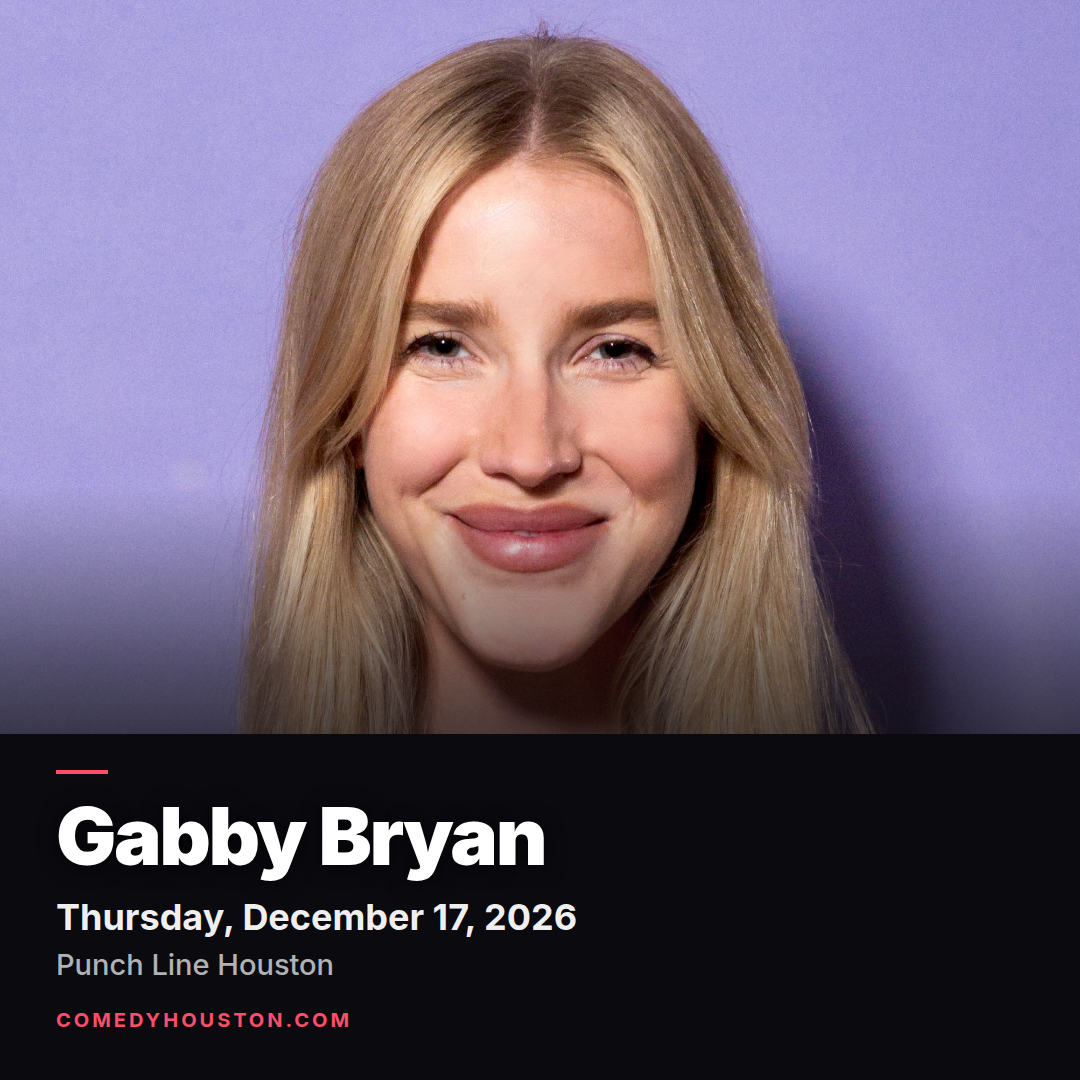 Gabby Bryan
Thursday, December 17, 2026
Punch Line Houston
COMEDYHOUSTON.COM